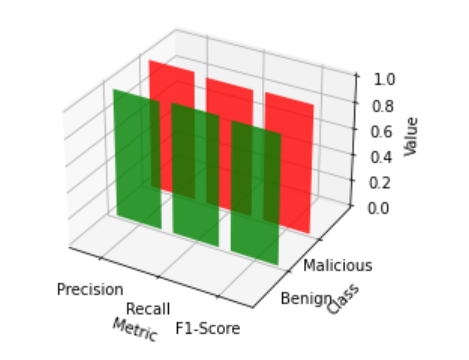 1.0
0.8
0.6
0.4
0.2
0.0
Value
Malicious
Benign
Class
Precision
Recall
F1-Score
Metric